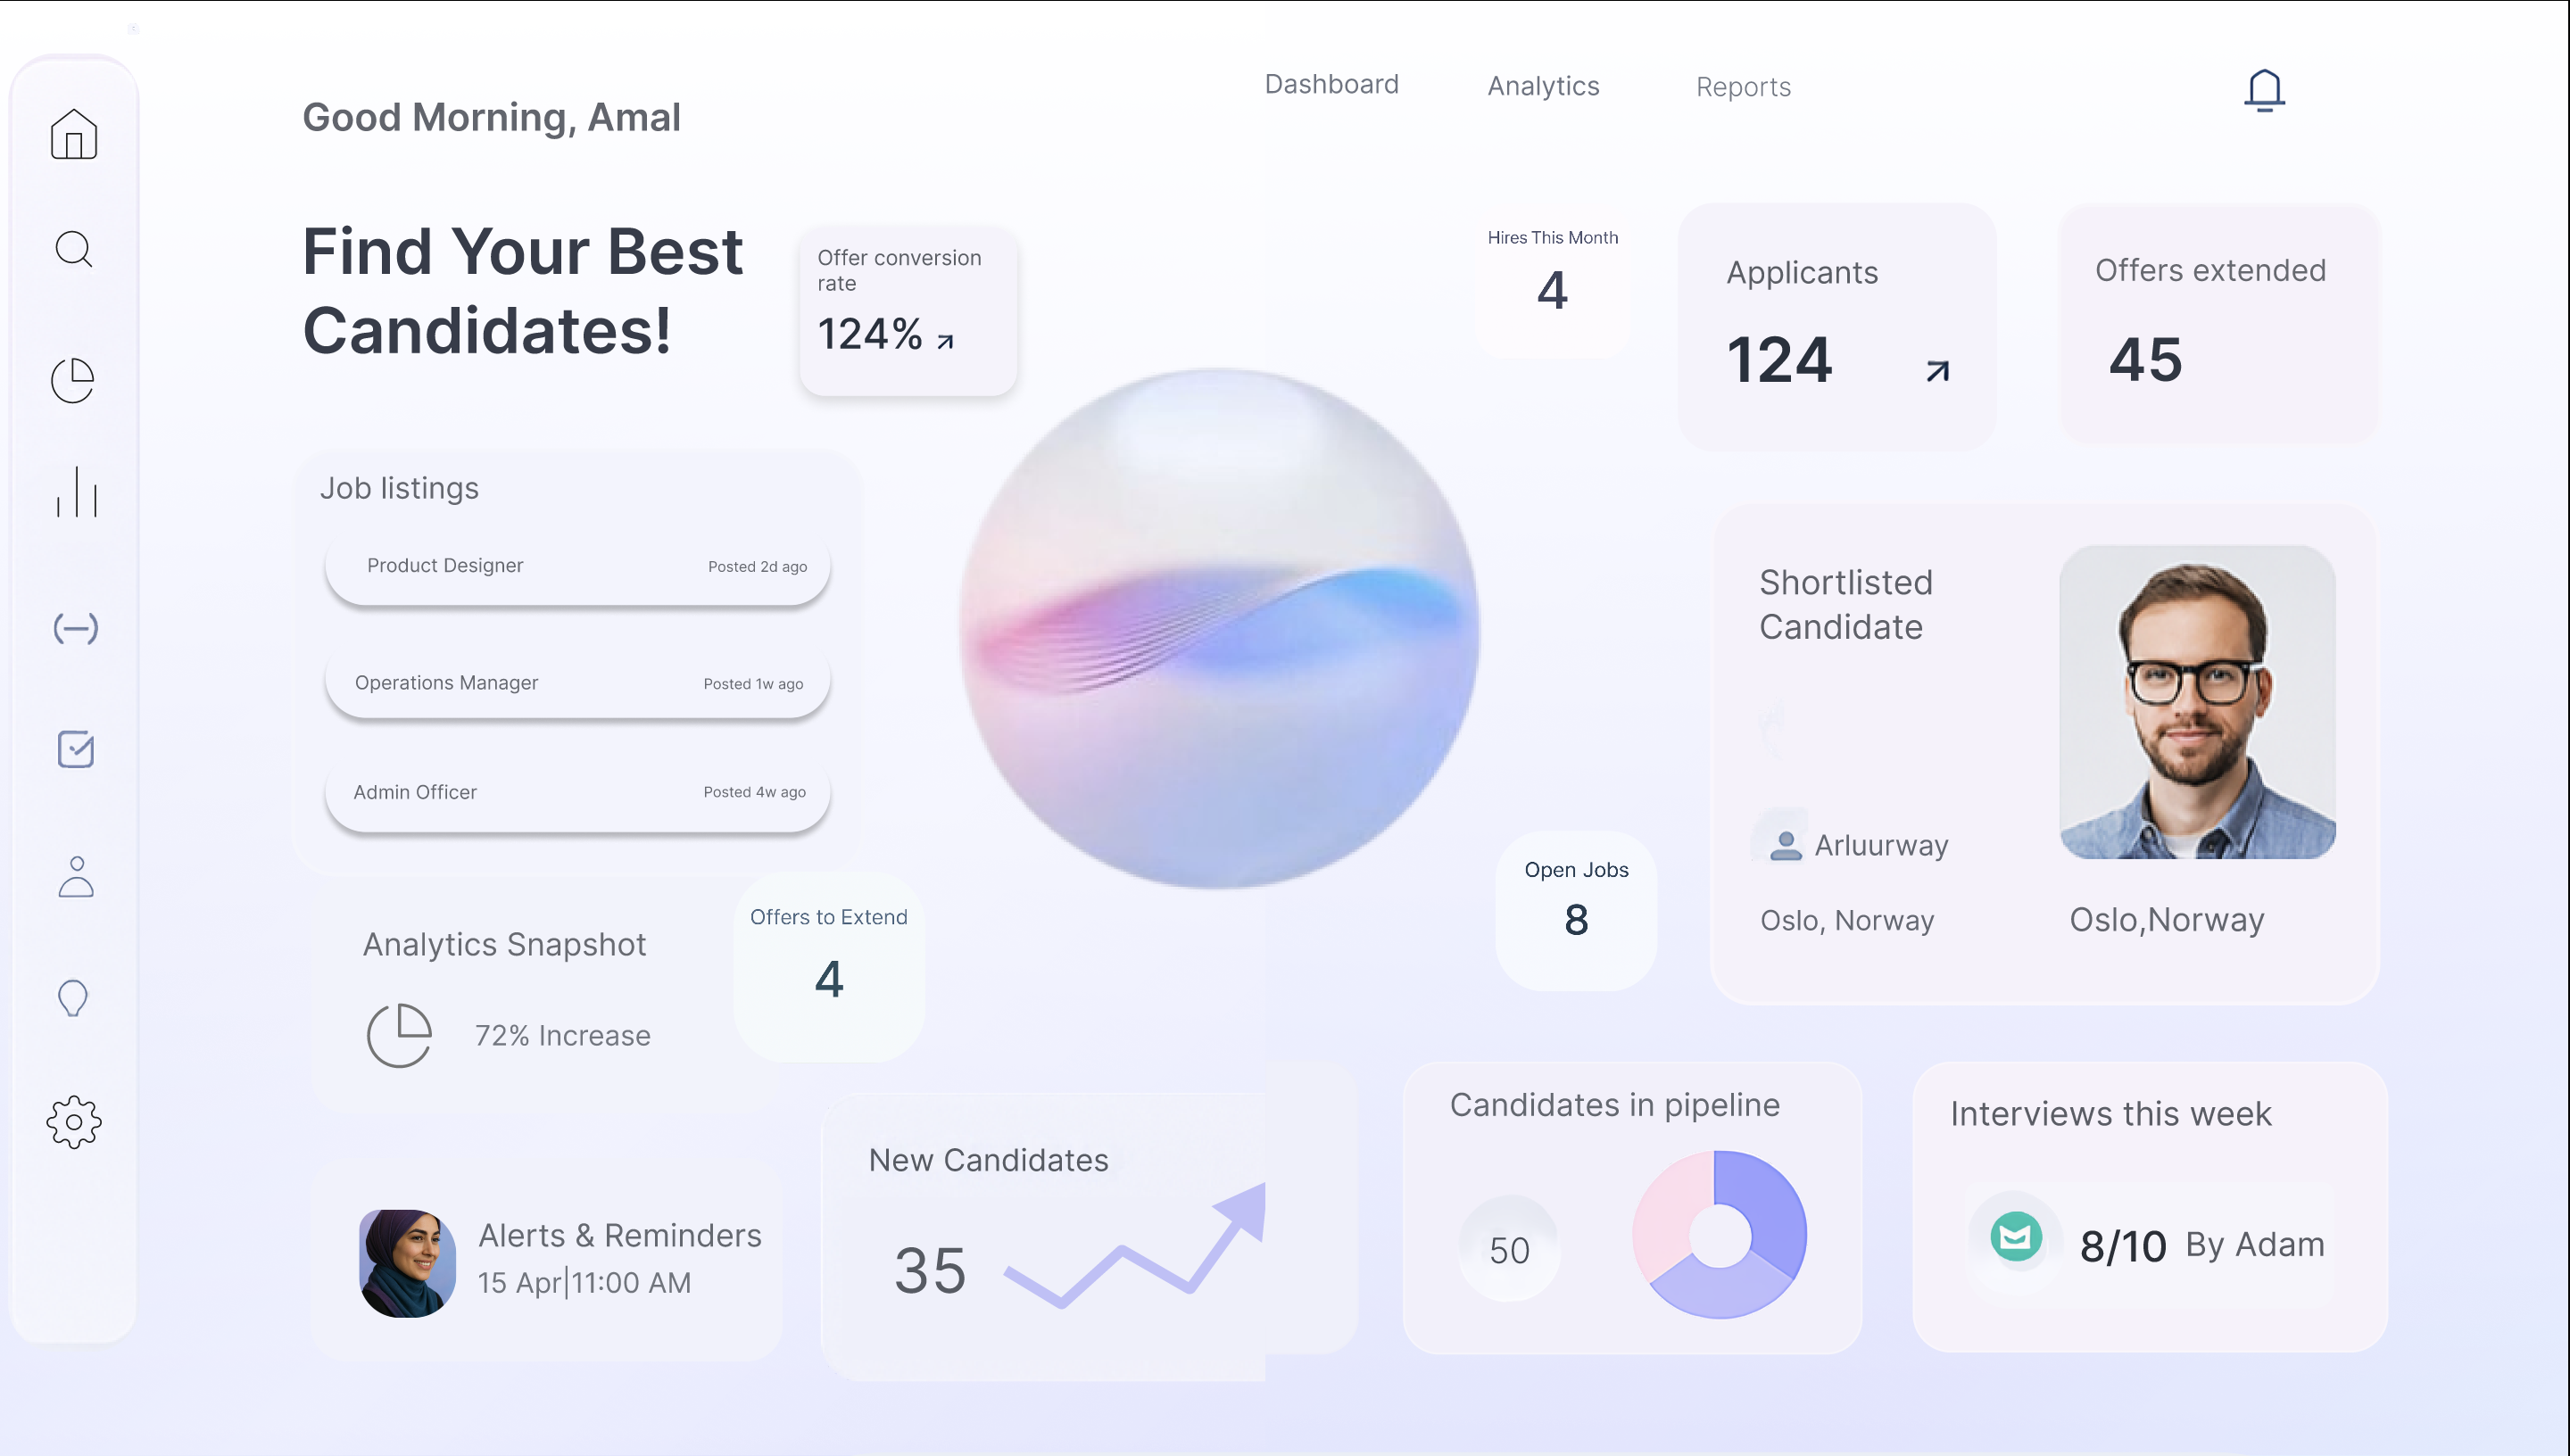 Dashboard
Analytics
Reports
Good Morning, Amal
Find Your Best
Candidates!
Offer conversion
rate
124%
Hires This Month
4
Applicants
124
Offers extended
45
Job listings
Product Designer
Posted 2d ago
Operations Manager
Posted 1w ago
Admin Officer
Posted 4w ago
Shortlisted
Candidate
Arluurway
Oslo, Norway
Oslo,Norway
Open Jobs
8
Analytics Snapshot
72% Increase
Offers to Extend
4
Alerts & Reminders
15 Apr|11:00 AM
New Candidates
35
Candidates in pipeline
50
Interviews this week
8/10 By Adam